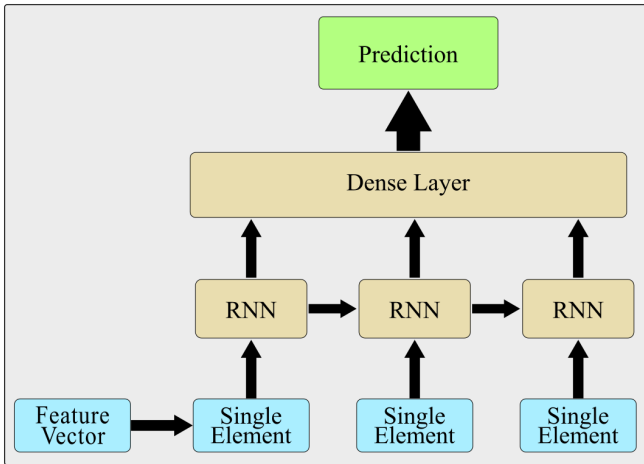 Prediction
Dense Layer
RNN
RNN
RNN
Feature
Vector
Single
Element
Single
Element
Single
Element